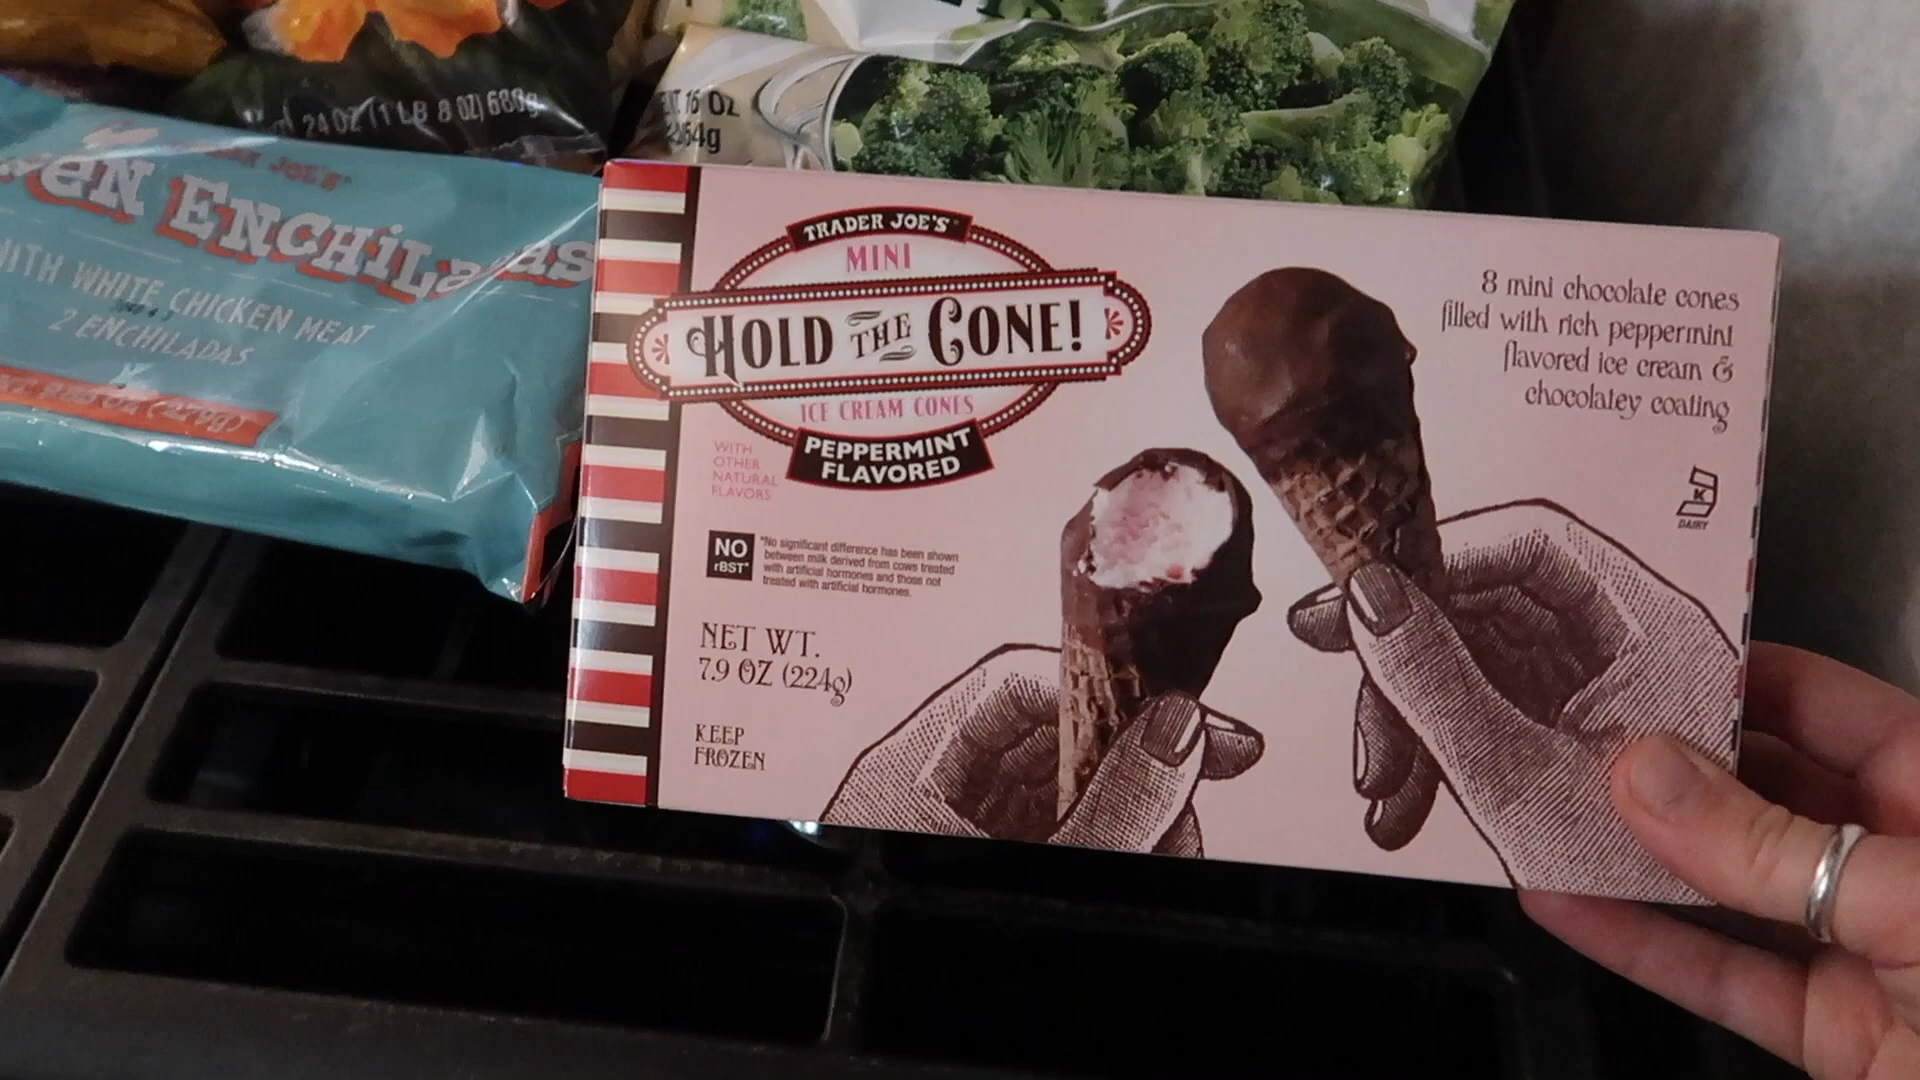 24 OZ (1 LB 8 OZ) 680g
16 OZ
TRADER JOE'S
ENCHILADAS
WITH WHITE CHICKEN MEAT
2 ENCHILADAS
TRADER JOE'S
MINI
HOLD THE CONE!
ICE CREAM CONES
PEPPERMINT
FLAVORED
WITH
OTHER
NATURAL
FLAVORS
NO
rBST*
*No significant difference has been shown
between milk derived from cows treated
with artificial hormones and those not
treated with artificial hormones.
NET WT.
7.9 OZ (224g)
KEEP
FROZEN
8 mini chocolate cones
filled with rich peppermint
flavored ice cream &
chocolatey coating
K
DAIRY